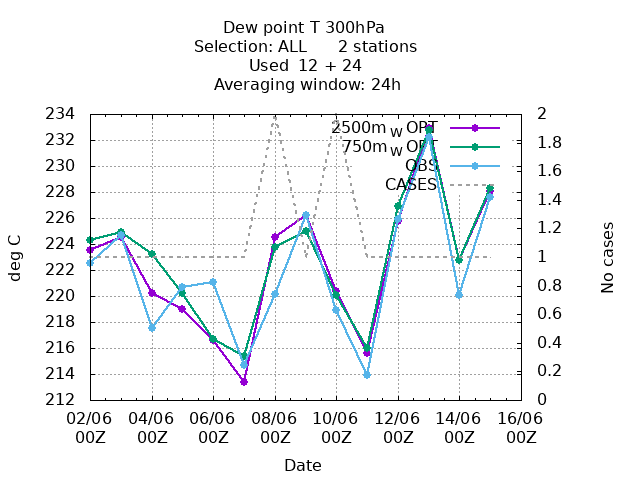 Dew point T 300hPa
Selection: ALL 2 stations
Used 12 + 24
Averaging window: 24h
234
232
230
228
226
224
222
220
218
216
214
212
2
1.8
1.6
1.4
1.2
1
0.8
0.6
0.4
0.2
0
2500m W OPT
750m W OPT
OBS
CASES
deg C
No cases
02/06 04/06 06/06 08/06 10/06 12/06 14/06 16/06
00Z 00Z 00Z 00Z 00Z 00Z 00Z 00Z
Date